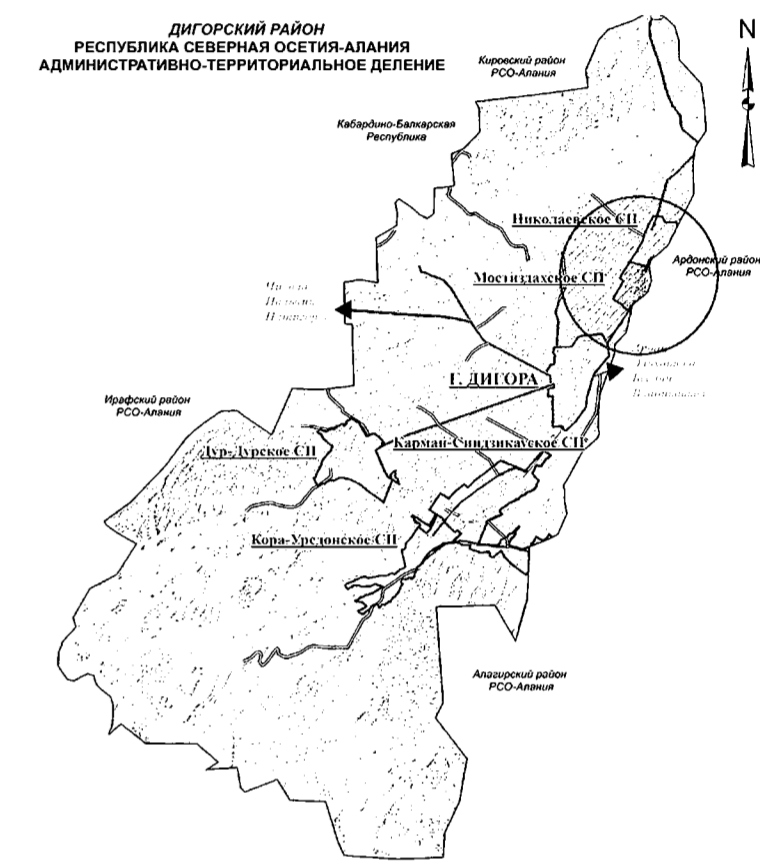 ДИГОРСКИЙ РАЙОН
РЕСПУБЛИКА СЕВЕРНАЯ ОСЕТИЯ-АЛАНИЯ
АДМИНИСТРАТИВНО-ТЕРРИТОРИАЛЬНОЕ ДЕЛЕНИЕ
N
Кировский район
РСО-Алания
Кабардино-Балкарская
Республика
Николаевское СП
Ардонский район
РСО-Алания
Мостиздахское СП
Г. ДИГОРА
Ирафский район
РСО-Алания
Карман-Синдзикауское СП
Дур-Дурское СП
Кора-Урсдонское СП
Алагирский район
РСО-Алания